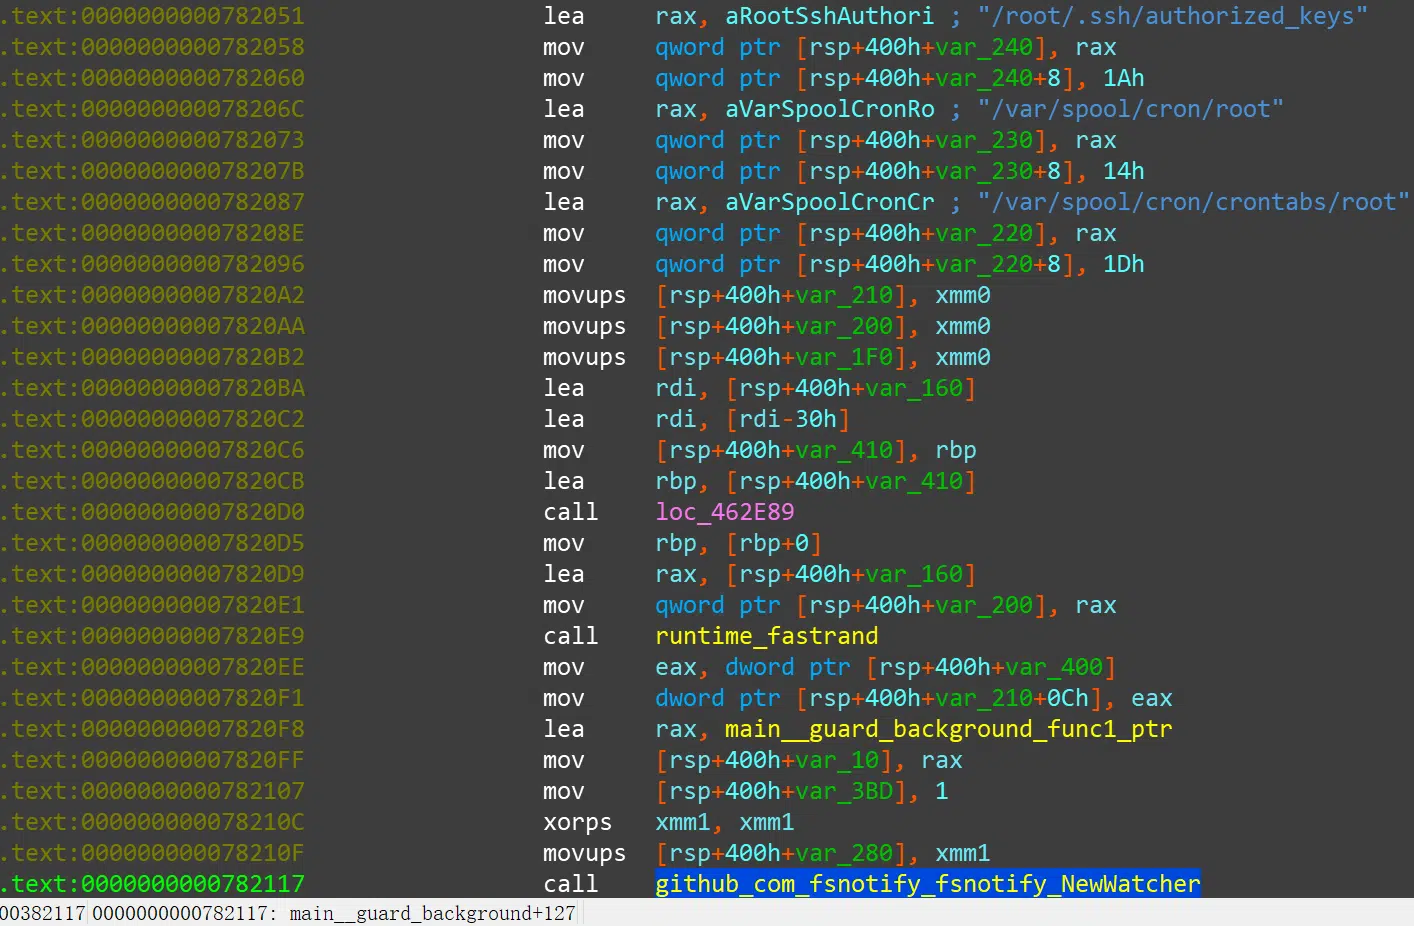 .text:0000000000782051 lea rax, aRootSshAuthori ; "/root/.ssh/authorized_keys"
.text:0000000000782058 mov qword ptr [rsp+400h+var_240], rax
.text:0000000000782060 mov qword ptr [rsp+400h+var_240+8], 1Ah
.text:000000000078206C lea rax, aVarSpoolCronRo ; "/var/spool/cron/root"
.text:0000000000782073 mov qword ptr [rsp+400h+var_230], rax
.text:000000000078207B mov qword ptr [rsp+400h+var_230+8], 14h
.text:0000000000782087 lea rax, aVarSpoolCronCr ; "/var/spool/cron/crontabs/root"
.text:000000000078208E mov qword ptr [rsp+400h+var_220], rax
.text:0000000000782096 mov qword ptr [rsp+400h+var_220+8], 1Dh
.text:00000000007820A2 movups [rsp+400h+var_210], xmm0
.text:00000000007820AA movups [rsp+400h+var_200], xmm0
.text:00000000007820B2 movups [rsp+400h+var_1F0], xmm0
.text:00000000007820BA lea rdi, [rsp+400h+var_160]
.text:00000000007820C2 lea rdi, [rdi-30h]
.text:00000000007820C6 mov [rsp+400h+var_410], rbp
.text:00000000007820CB lea rbp, [rsp+400h+var_410]
.text:00000000007820D0 call loc_462E89
.text:00000000007820D5 mov rbp, [rbp+0]
.text:00000000007820D9 lea rax, [rsp+400h+var_160]
.text:00000000007820E1 mov qword ptr [rsp+400h+var_200], rax
.text:00000000007820E9 call runtime_fastrand
.text:00000000007820EE mov eax, dword ptr [rsp+400h+var_400]
.text:00000000007820F1 mov dword ptr [rsp+400h+var_210+0Ch], eax
.text:00000000007820F8 lea rax, main__guard_background_func1_ptr
.text:00000000007820FF mov [rsp+400h+var_10], rax
.text:0000000000782107 mov [rsp+400h+var_3BD], 1
.text:000000000078210C xorps xmm1, xmm1
.text:000000000078210F movups [rsp+400h+var_280], xmm1
.text:0000000000782117 call github_com_fsnotify_fsnotify_NewWatcher
00382117 0000000000782117: main__guard_background+127